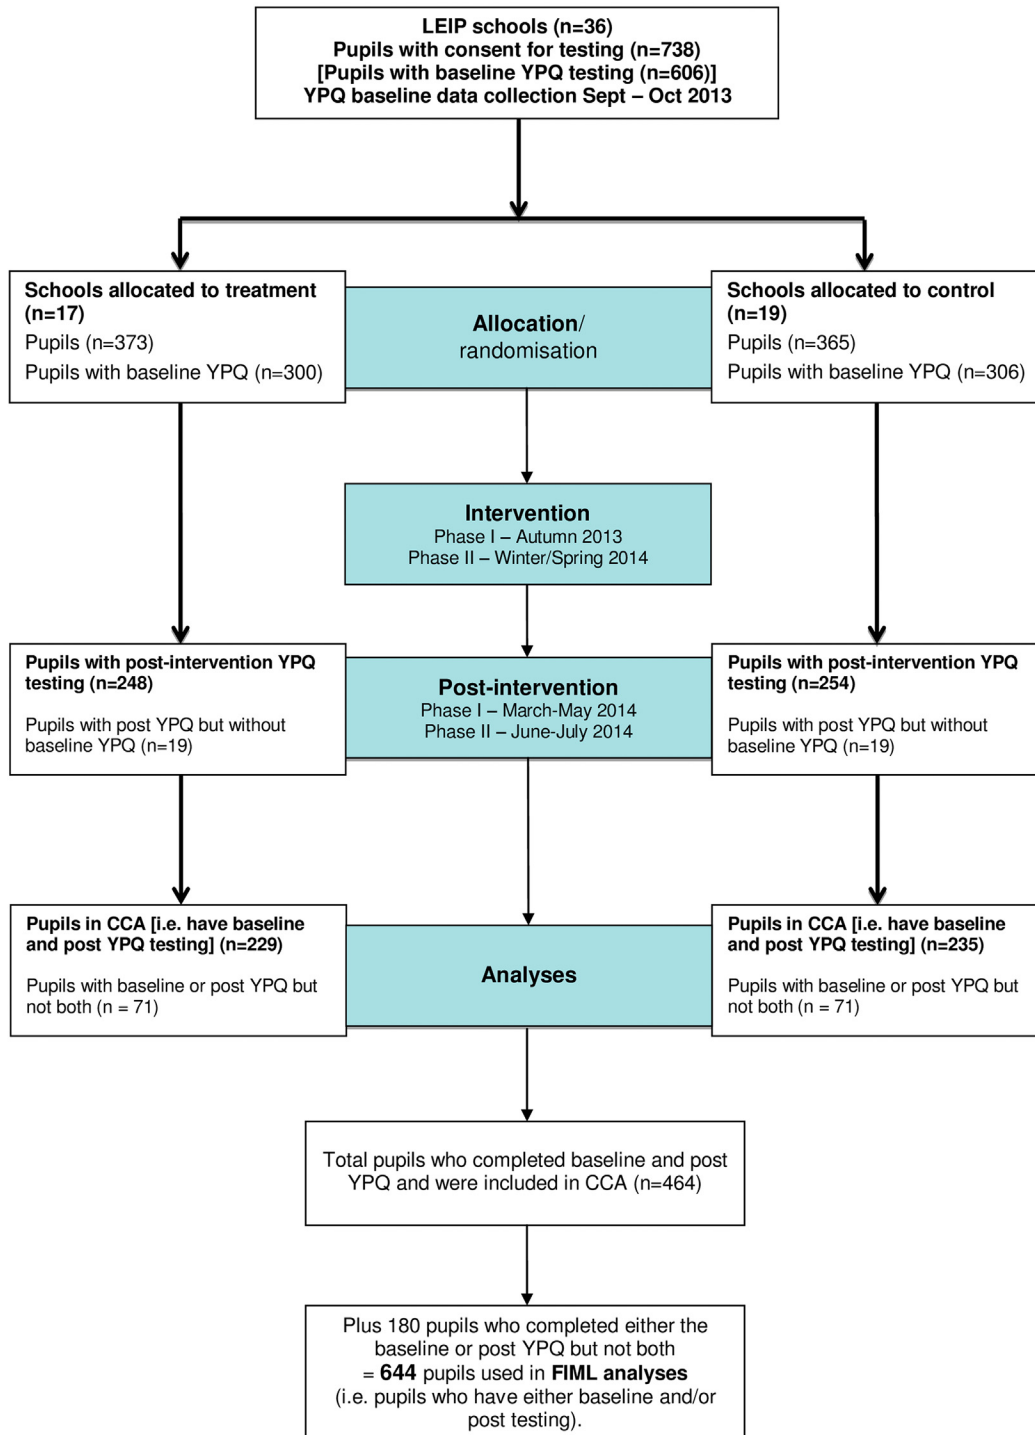 LEIP schools (n=36)
Pupils with consent for testing (n=738)
[Pupils with baseline YPQ testing (n=606)]
YPQ baseline data collection Sept – Oct 2013
Schools allocated to treatment
(n=17)
Pupils (n=373)
Pupils with baseline YPQ (n=300)
Allocation/
randomisation
Schools allocated to control
(n=19)
Pupils (n=365)
Pupils with baseline YPQ (n=306)
Intervention
Phase I – Autumn 2013
Phase II – Winter/Spring 2014
Pupils with post-intervention YPQ
testing (n=248)
Pupils with post YPQ but without
baseline YPQ (n=19)
Post-intervention
Phase I – March-May 2014
Phase II – June-July 2014
Pupils with post-intervention YPQ
testing (n=254)
Pupils with post YPQ but without
baseline YPQ (n=19)
Pupils in CCA [i.e. have baseline
and post YPQ testing] (n=229)
Pupils with baseline or post YPQ but
not both (n = 71)
Analyses
Pupils in CCA [i.e. have baseline
and post YPQ testing] (n=235)
Pupils with baseline or post YPQ but
not both (n = 71)
Total pupils who completed baseline and post
YPQ and were included in CCA (n=464)
Plus 180 pupils who completed either the
baseline or post YPQ but not both
= 644 pupils used in FIML analyses
(i.e. pupils who have either baseline and/or
post testing).